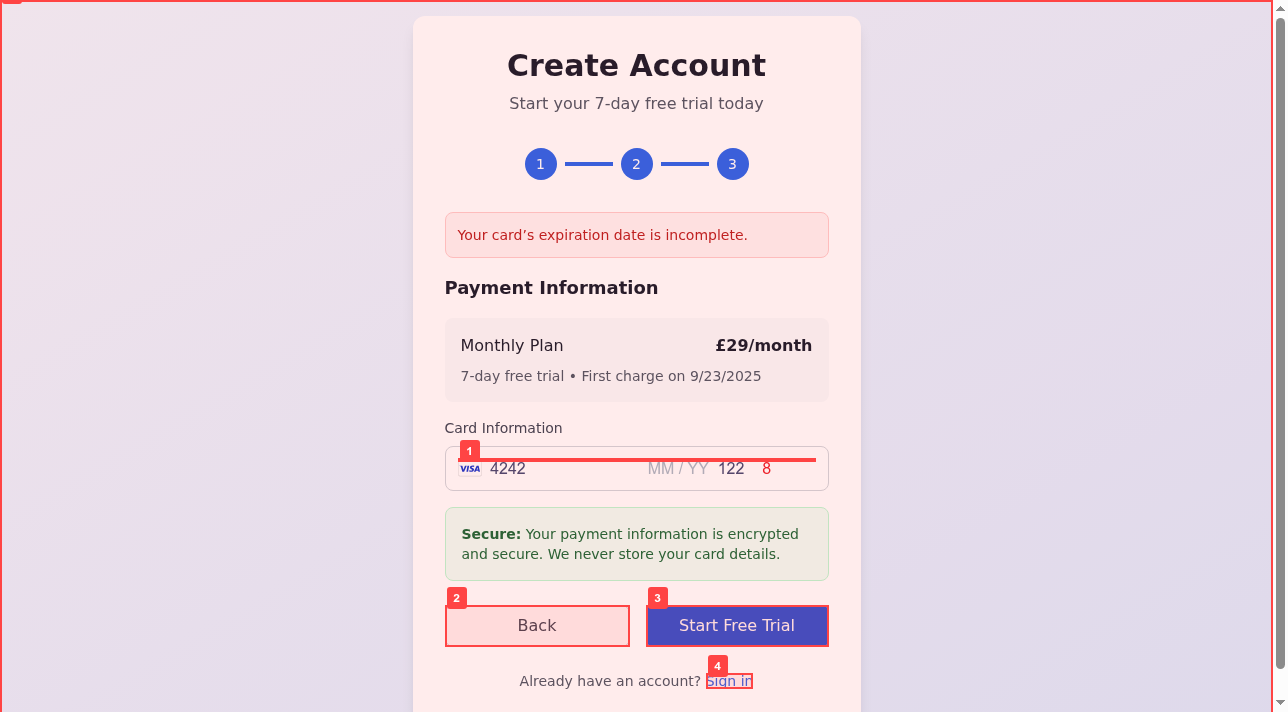 Create Account
Start your 7-day free trial today
1 2 3
Your card’s expiration date is incomplete.
Payment Information
Monthly Plan £29/month
7-day free trial • First charge on 9/23/2025
Card Information
1
VISA 4242 MM / YY 122 8
Secure: Your payment information is encrypted
and secure. We never store your card details.
2 3
Back Start Free Trial
4
Already have an account? Sign in